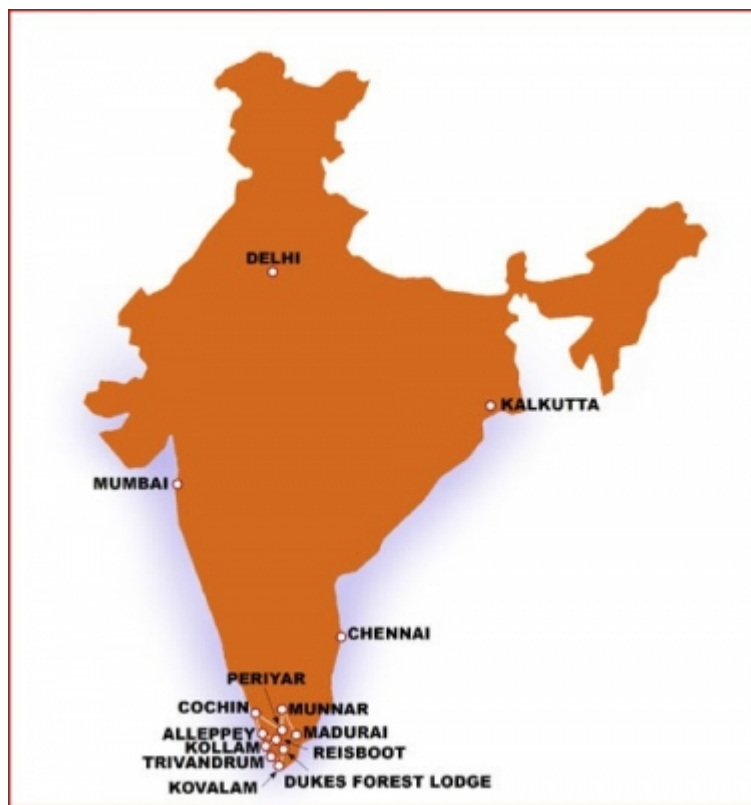 DELHI
KALKUTTA
MUMBAI
CHENNAI
PERIYAR
COCHIN
MUNNAR
ALLEPPEY
MADURAI
KOLLAM
REISBOOT
TRIVANDRUM
DUKES FOREST LODGE
KOVALAM